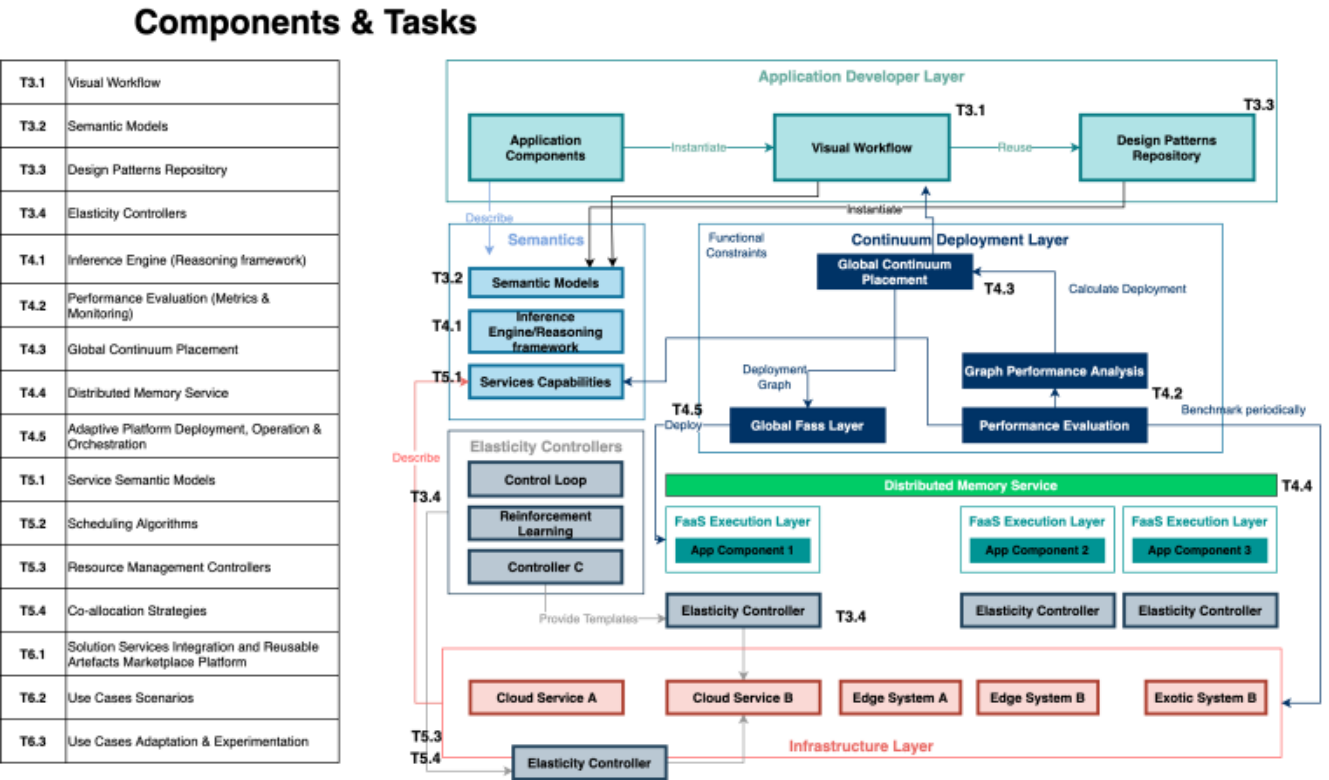 Components & Tasks
T3.1 Visual Workflow
T3.2 Semantic Models
T3.3 Design Patterns Repository
T3.4 Elasticity Controllers
T4.1 Inference Engine (Reasoning framework)
T4.2 Performance Evaluation (Metrics &
Monitoring)
T4.3 Global Continuum Placement
T4.4 Distributed Memory Service
T4.5 Adaptive Platform Deployment, Operation &
Orchestration
T5.1 Service Semantic Models
T5.2 Scheduling Algorithms
T5.3 Resource Management Controllers
T5.4 Co-allocation Strategies
T6.1 Solution Services Integration and Reusable
Artefacts Marketplace Platform
T6.2 Use Cases Scenarios
T6.3 Use Cases Adaptation & Experimentation
Application Developer Layer
T3.1
T3.3
Application
Components
Instantiate
Visual Workflow
Reuse
Design Patterns
Repository
Instantiate
Describe
Semantics
T3.2
Semantic Models
T4.1
Inference
Engine/Reasoning
framework
T5.1
Services Capabilities
Functional
Constraints
Continuum Deployment Layer
Global Continuum
Placement
T4.3
Calculate Deployment
Deployment
Graph
Graph Performance Analysis
T4.2
Benchmark periodically
T4.5
Deploy
Global Fass Layer
Performance Evaluation
Describe
Elasticity Controllers
Control Loop
T3.4
Reinforcement
Learning
Controller C
Provide Templates
Distributed Memory Service
T4.4
FaaS Execution Layer
App Component 1
FaaS Execution Layer
App Component 2
FaaS Execution Layer
App Component 3
Elasticity Controller
T3.4
Elasticity Controller
Elasticity Controller
Cloud Service A
Cloud Service B
Edge System A
Edge System B
Exotic System B
Infrastructure Layer
T5.3
T5.4
Elasticity Controller